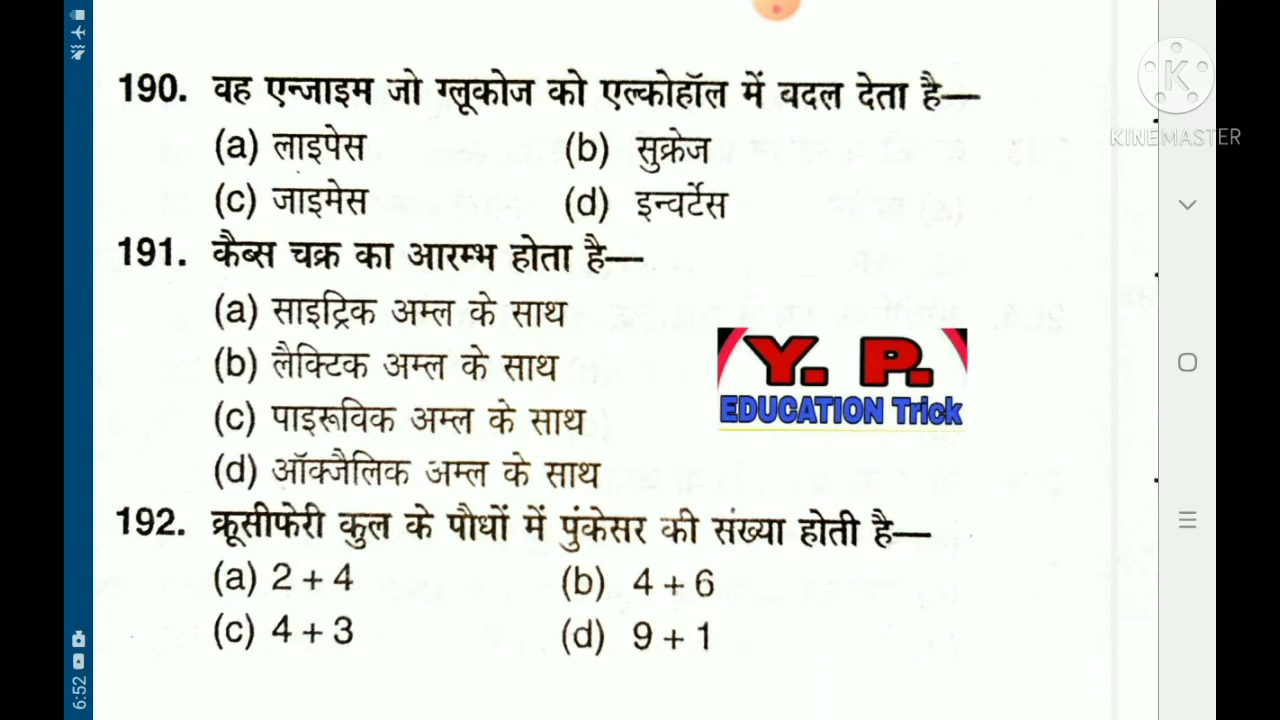 190. वह एन्जाइम जो ग्लूकोज को एल्कोहॉल में बदल देता है—
(a) लाइपेस (b) सुक्रेज
(c) जाइमेस (d) इन्वर्टेस
191. कैब्स चक्र का आरम्भ होता है—
(a) साइट्रिक अम्ल के साथ
(b) लैक्टिक अम्ल के साथ
(c) पाइरूविक अम्ल के साथ
(d) ऑक्जैलिक अम्ल के साथ
192. क्रूसीफेरी कुल के पौधों में पुंकेसर की संख्या होती है—
(a) 2 + 4 (b) 4 + 6
(c) 4 + 3 (d) 9 + 1
Y. P.
EDUCATION Trick
K
KINEMASTER
6:52